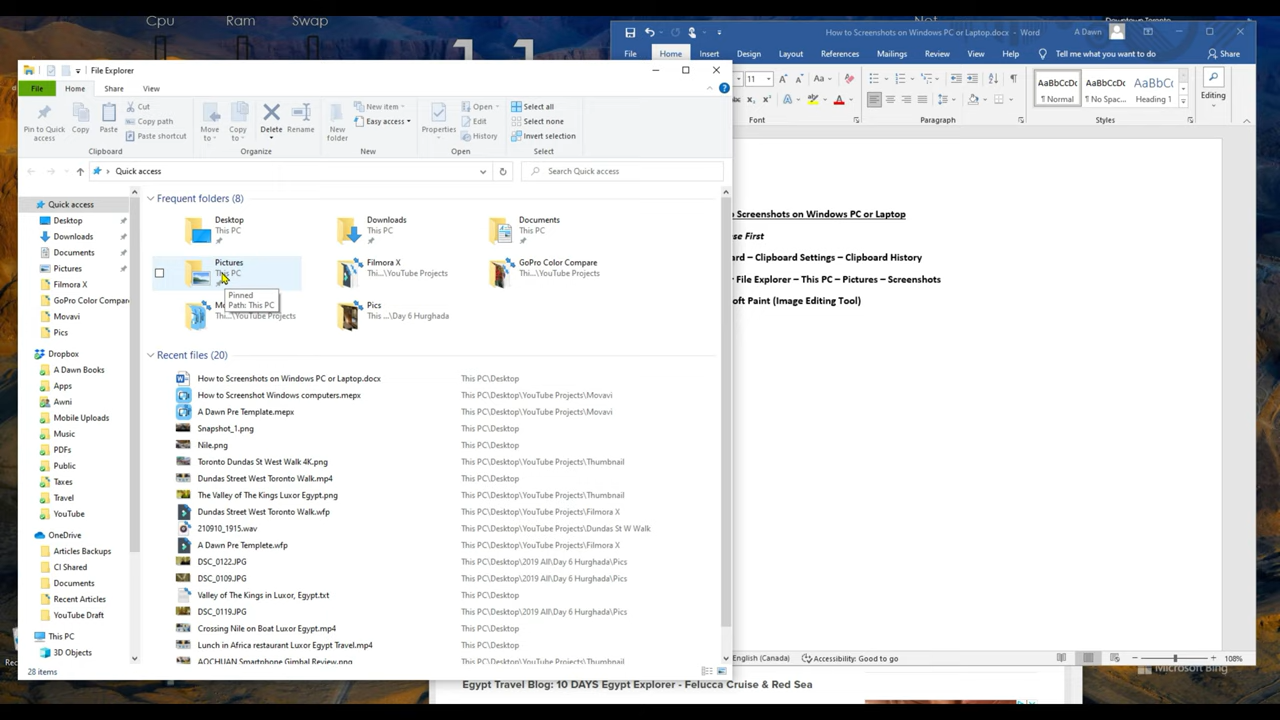 Cpu Ram Swap
How to Screenshots on Windows PC or Laptop.docx - Word
A Dawn
File Home Insert Design Layout References Mailings Review View Help Tell me what you want to do Share
File Explorer
File Home Share View
Pin to Quick access
Copy
Paste
Cut
Copy path
Paste shortcut
Clipboard
Move to
Copy to
Delete
Rename
Organize
New folder
New item
Easy access
New
Properties
Open
Edit
History
Open
Select all
Select none
Invert selection
Select
11
Aa
Font
Paragraph
AaBbCcDc
¶ Normal
AaBbCcDc
¶ No Spac...
AaBbCc
Heading 1
Styles
Editing
Quick access
Search Quick access
Quick access
Desktop
Downloads
Documents
Pictures
Filmora X
GoPro Color Compare
Movavi
Pics
Dropbox
A Dawn Books
Apps
Awni
Mobile Uploads
Music
PDFs
Public
Taxes
Travel
YouTube
OneDrive
Articles Backups
CI Shared
Documents
Recent Articles
YouTube Draft
This PC
3D Objects
Frequent folders (8)
Desktop
This PC
Downloads
This PC
Documents
This PC
Pictures
This PC
Filmora X
Thi...\YouTube Projects
GoPro Color Compare
Thi...\YouTube Projects
Pinned
Path: This PC
Thi...\YouTube Projects
Pics
This ...\Day 6 Hurghada
Recent files (20)
How to Screenshots on Windows PC or Laptop.docx This PC\Desktop
How to Screenshot Windows computers.mepx This PC\Desktop\YouTube Projects\Movavi
A Dawn Pre Template.mepx This PC\Desktop\YouTube Projects\Movavi
Snapshot_1.png This PC\Desktop
Nile.png This PC\Desktop
Toronto Dundas St West Walk 4K.png This PC\Desktop\YouTube Projects\Thumbnail
Dundas Street West Toronto Walk.mp4 This PC\Desktop
The Valley of The Kings Luxor Egypt.png This PC\Desktop\YouTube Projects\Thumbnail
Dundas Street West Toronto Walk.wfp This PC\Desktop\YouTube Projects\Filmora X
210910_1915.wav This PC\Desktop\YouTube Projects\Dundas St W Walk
A Dawn Pre Templete.wfp This PC\Desktop\YouTube Projects\Filmora X
DSC_0122.JPG This PC\Desktop\2019 All\Day 6 Hurghada\Pics
DSC_0109.JPG This PC\Desktop\2019 All\Day 6 Hurghada\Pics
Valley of The Kings in Luxor, Egypt.txt This PC\Desktop
DSC_0119.JPG This PC\Desktop\2019 All\Day 6 Hurghada\Pics
Crossing Nile on Boat Luxor Egypt.mp4 This PC\Desktop
Lunch in Africa restaurant Luxor Egypt Travel.mp4 This PC\Desktop
AOCHUAN Smartphone Gimbal Review.png This PC\Desktop\YouTube Projects\Thumbnail
28 items
Screenshots on Windows PC or Laptop
First
– Clipboard Settings – Clipboard History
File Explorer – This PC – Pictures – Screenshots
Paint (Image Editing Tool)
English (Canada) Accessibility: Good to go 108%
Microsoft Bing
Egypt Travel Blog: 10 DAYS Egypt Explorer - Felucca Cruise & Red Sea